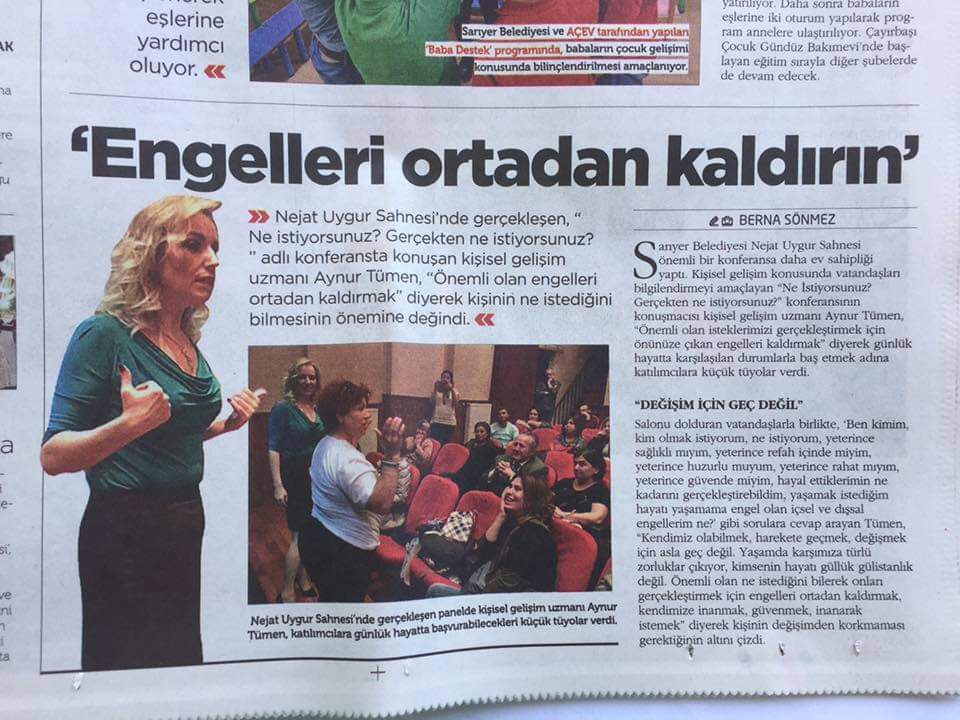 eşlerine
yardımcı
oluyor. «
Sarıyer Belediyesi ve AÇEV tarafından yapılan
'Baba Destek' programında, babaların çocuk gelişimi
konusunda bilinçlendirilmesi amaçlanıyor.
yatırılıyor. Daha sonra babaların
eşlerine iki oturum yapılarak prog-
ram annelere ulaştırılıyor. Çayırbaşı
Çocuk Gündüz Bakımevi'nde baş-
layan eğitim sırayla diğer şubelerde
de devam edecek.
'Engelleri ortadan kaldırın'
» Nejat Uygur Sahnesi'nde gerçekleşen, “
Ne istiyorsunuz? Gerçekten ne istiyorsunuz?
” adlı konferansta konuşan kişisel gelişim
uzmanı Aynur Tümen, “Önemli olan engelleri
ortadan kaldırmak” diyerek kişinin ne istediğini
bilmesinin önemine değindi. «
Nejat Uygur Sahnesi'nde gerçekleşen panelde kişisel gelişim uzmanı Aynur
Tümen, katılımcılara günlük hayatta başvurabilecekleri küçük tüyolar verdi.
BERNA SÖNMEZ
Sarıyer Belediyesi Nejat Uygur Sahnesi
önemli bir konferansa daha ev sahipliği
yaptı. Kişisel gelişim konusunda vatandaşları
bilgilendirmeyi amaçlayan “Ne İstiyorsunuz?
Gerçekten ne istiyorsunuz?” konferansının
konuşmacısı kişisel gelişim uzmanı Aynur Tümen,
“Önemli olan isteklerimizi gerçekleştirmek için
önünüze çıkan engelleri kaldırmak” diyerek günlük
hayatta karşılaşılan durumlarla baş etmek adına
katılımcılara küçük tüyolar verdi.
“DEĞİŞİM İÇİN GEÇ DEĞİL”
Salonu dolduran vatandaşlarla birlikte, ‘Ben kimim,
kim olmak istiyorum, ne istiyorum, yeterince
sağlıklı mıyım, yeterince refah içinde miyim,
yeterince huzurlu muyum, yeterince rahat mıyım,
yeterince güvende miyim, hayal ettiklerimin ne
kadarını gerçekleştirebildim, yaşamak istediğim
hayatı yaşamama engel olan içsel ve dışsal
engellerim ne?’ gibi sorulara cevap arayan Tümen,
“Kendimiz olabilmek, harekete geçmek, değişmek
için asla geç değil. Yaşamda karşımıza türlü
zorluklar çıkıyor, kimsenin hayatı güllük gülistanlık
değil. Önemli olan ne istediğini bilerek onları
gerçekleştirmek için engelleri ortadan kaldırmak,
kendimize inanmak, güvenmek, inanarak
istemek” diyerek kişinin değişimden korkmaması
gerektiğinin altını çizdi.